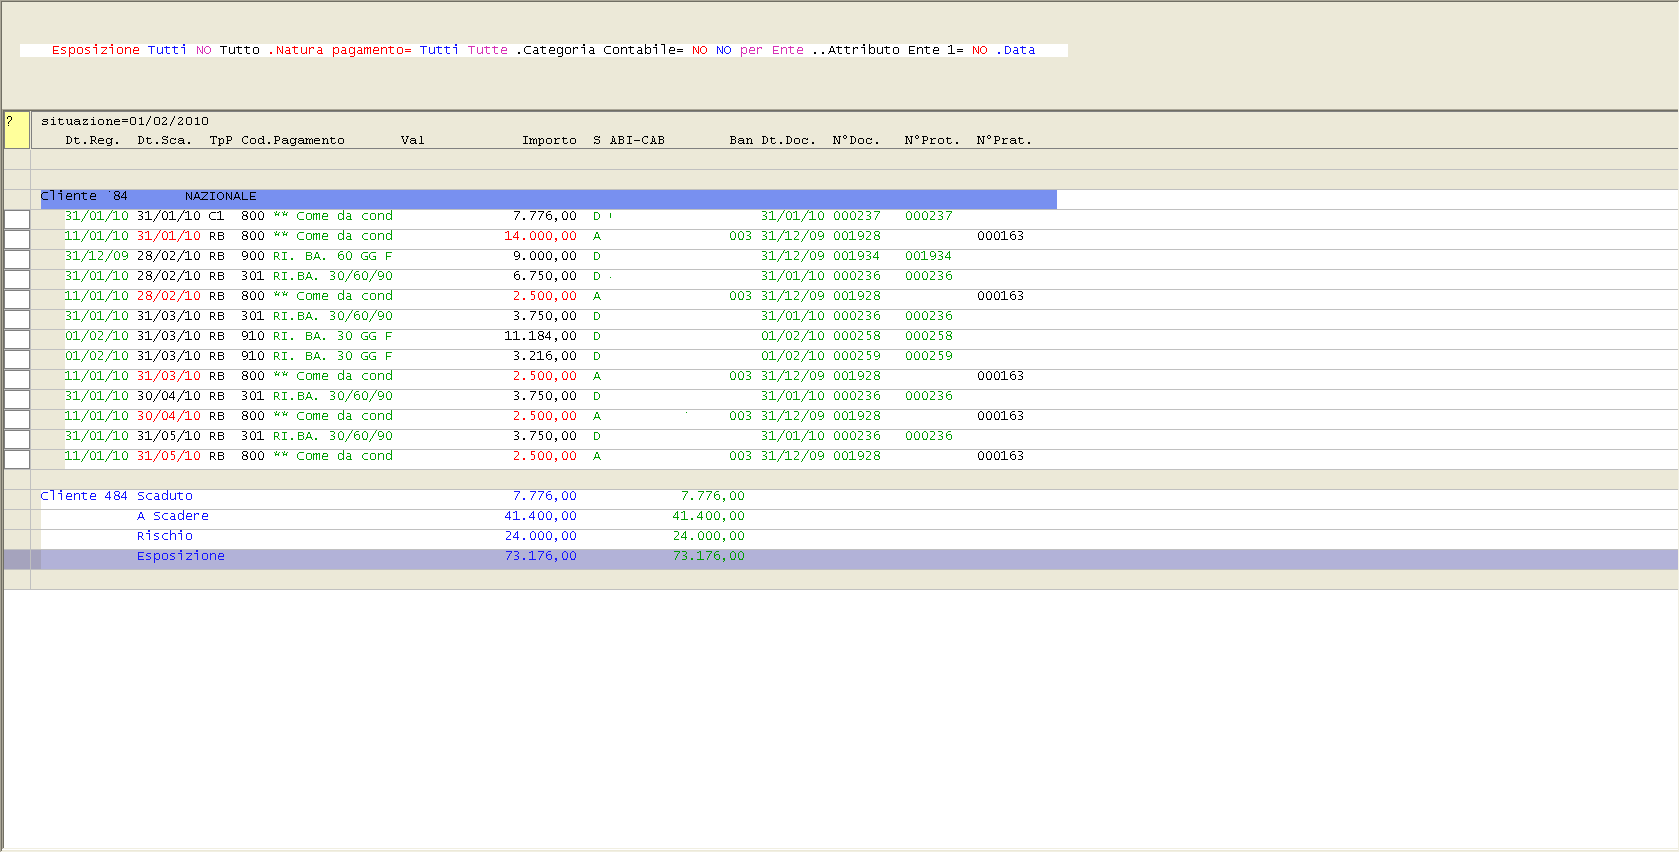 Esposizione Tutti NO Tutto .Natura pagamento= Tutti Tutte .Categoria Contabile= NO NO per Ente ..Attributo Ente 1= NO .Data
? situazione=01/02/2010
Dt.Reg. Dt.Sca. TpP Cod.Pagamento Val Importo S ABI-CAB Ban Dt.Doc. N°Doc. N°Prot. N°Prat.
Cliente 84 NAZIONALE
31/01/10 31/01/10 C1 800 ** Come da cond 7.776,00 D 31/01/10 000237 000237
11/01/10 31/01/10 RB 800 ** Come da cond 14.000,00 A 003 31/12/09 001928 000163
31/12/09 28/02/10 RB 900 RI. BA. 60 GG F 9.000,00 D 31/12/09 001934 001934
31/01/10 28/02/10 RB 301 RI.BA. 30/60/90 6.750,00 D 31/01/10 000236 000236
11/01/10 28/02/10 RB 800 ** Come da cond 2.500,00 A 003 31/12/09 001928 000163
31/01/10 31/03/10 RB 301 RI.BA. 30/60/90 3.750,00 D 31/01/10 000236 000236
01/02/10 31/03/10 RB 910 RI. BA. 30 GG F 11.184,00 D 01/02/10 000258 000258
01/02/10 31/03/10 RB 910 RI. BA. 30 GG F 3.216,00 D 01/02/10 000259 000259
11/01/10 31/03/10 RB 800 ** Come da cond 2.500,00 A 003 31/12/09 001928 000163
31/01/10 30/04/10 RB 301 RI.BA. 30/60/90 3.750,00 D 31/01/10 000236 000236
11/01/10 30/04/10 RB 800 ** Come da cond 2.500,00 A 003 31/12/09 001928 000163
31/01/10 31/05/10 RB 301 RI.BA. 30/60/90 3.750,00 D 31/01/10 000236 000236
11/01/10 31/05/10 RB 800 ** Come da cond 2.500,00 A 003 31/12/09 001928 000163
Cliente 484 Scaduto 7.776,00 7.776,00
A Scadere 41.400,00 41.400,00
Rischio 24.000,00 24.000,00
Esposizione 73.176,00 73.176,00